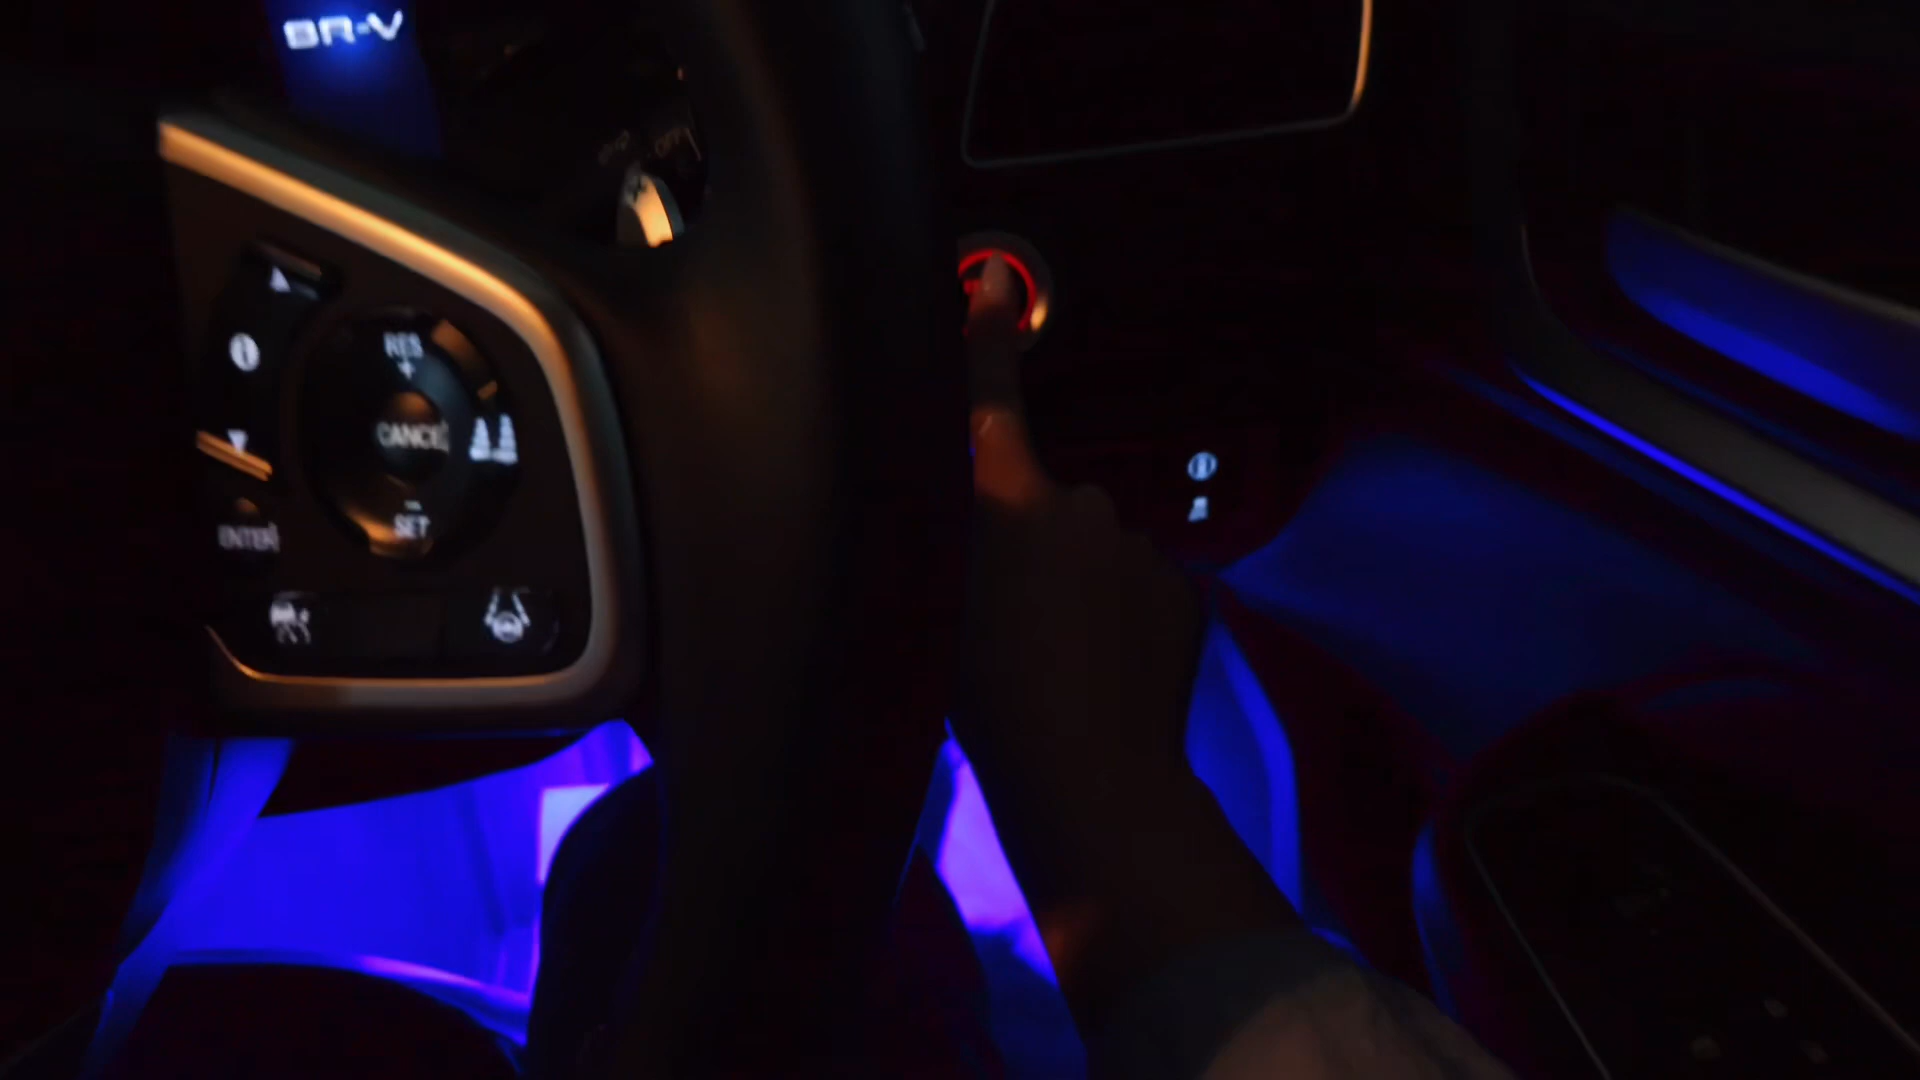 BR-V
RES
+
CANCEL
-
SET
ENTER